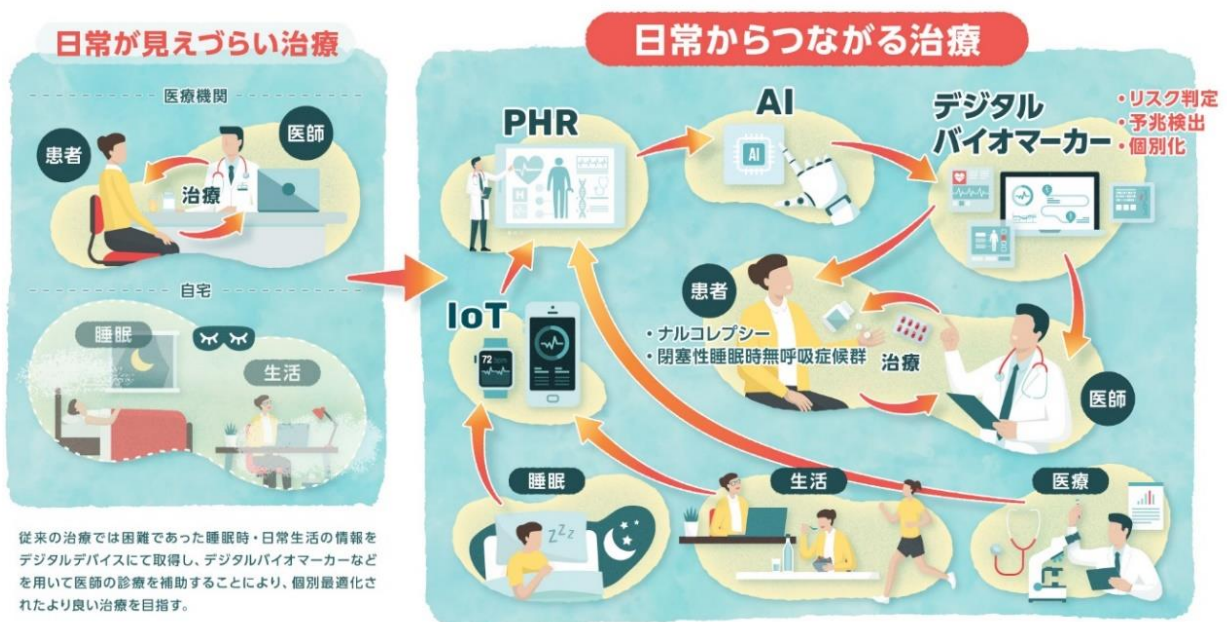 日常が見えづらい治療
医療機関
患者
医師
治療
自宅
睡眠
生活
従来の治療では困難であった睡眠時・日常生活の情報を
デジタルデバイスにて取得し、デジタルバイオマーカーなど
を用いて医師の診療を補助することにより、個別最適化さ
れたより良い治療を目指す。
日常からつながる治療
PHR
AI
AI
デジタル
バイオマーカー
・リスク判定
・予兆検出
・個別化
IoT
72 bpm
患者
・ナルコレプシー
・閉塞性睡眠時無呼吸症候群
治療
医師
睡眠
ZZZ
生活
医療